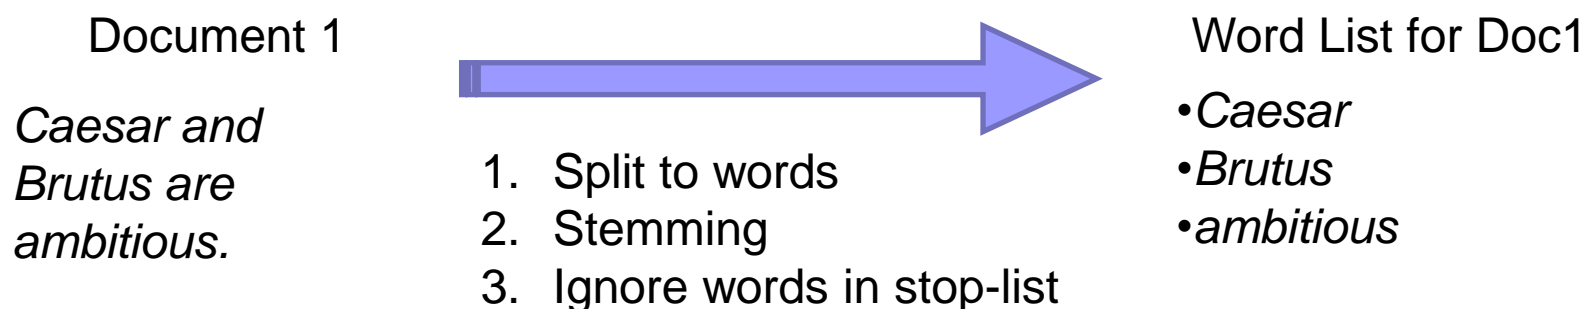 Document 1
Caesar and
Brutus are
ambitious.
1. Split to words
2. Stemming
3. Ignore words in stop-list
Word List for Doc1
•Caesar
•Brutus
•ambitious